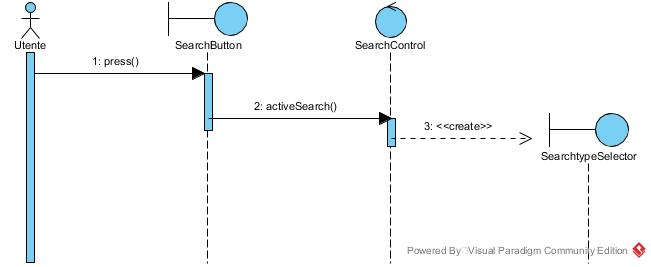 Utente
SearchButton
SearchControl
1: press()
2: activeSearch()
3: <<create>>
SearchtypeSelector
Powered By Visual Paradigm Community Edition